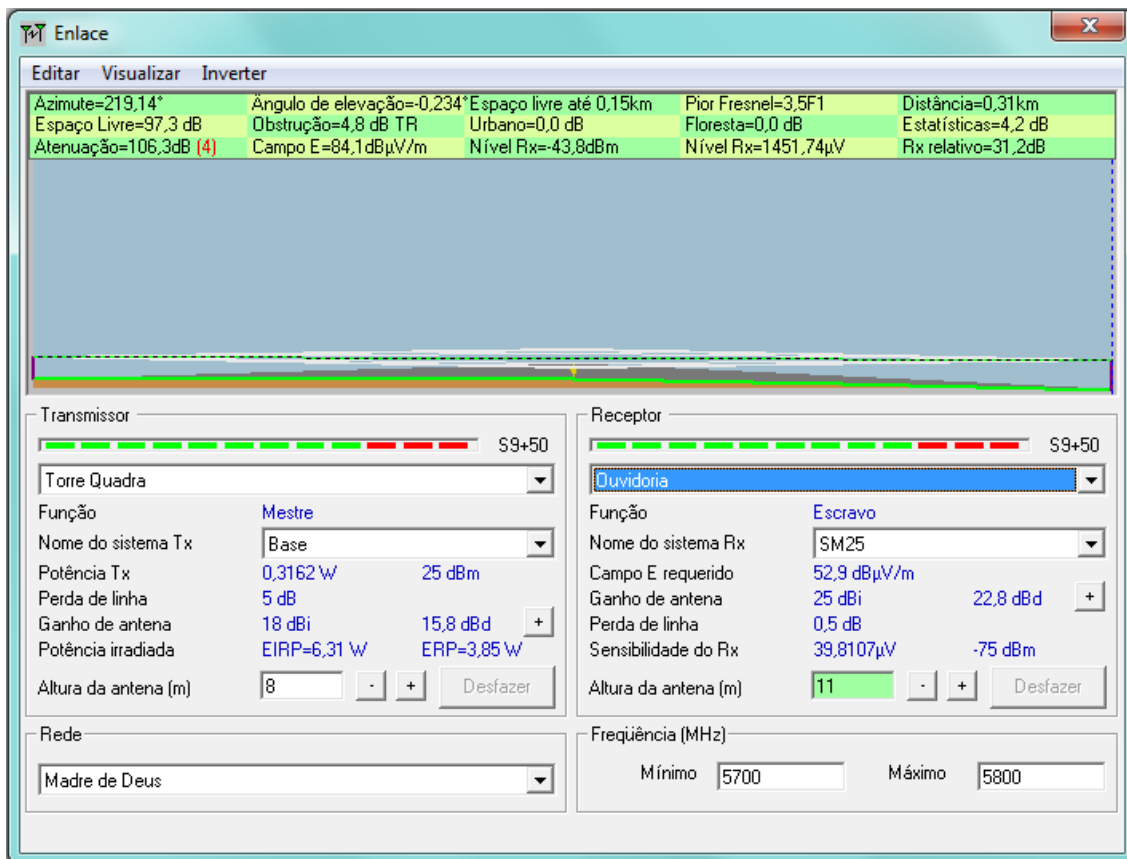 Enlace
Editar Visualizar Inverter
Azimute=219,14° Ângulo de elevação=-0,234° Espaço livre até 0,15km Pior Fresnel=3,5F1 Distância=0,31km
Espaço Livre=97,3 dB Obstrução=4,8 dB TR Urbano=0,0 dB Floresta=0,0 dB Estatísticas=4,2 dB
Atenuação=106,3dB (4) Campo E=84,1dBµV/m Nível Rx=-43,8dBm Nível Rx=1451,74µV Rx relativo=31,2dB
Transmissor
S9+50
Torre Quadra
Função Mestre
Nome do sistema Tx Base
Potência Tx 0,3162 W 25 dBm
Perda de linha 5 dB
Ganho de antena 18 dBi 15,8 dBd +
Potência irradiada EIRP=6,31 W ERP=3,85 W
Altura da antena (m) 8 - + Desfazer
Rede
Madre de Deus
Receptor
S9+50
Ouvidoria
Função Escravo
Nome do sistema Rx SM25
Campo E requerido 52,9 dBµV/m
Ganho de antena 25 dBi 22,8 dBd +
Perda de linha 0,5 dB
Sensibilidade do Rx 39,8107µV -75 dBm
Altura da antena (m) 11 - + Desfazer
Freqüência (MHz)
Mínimo 5700 Máximo 5800